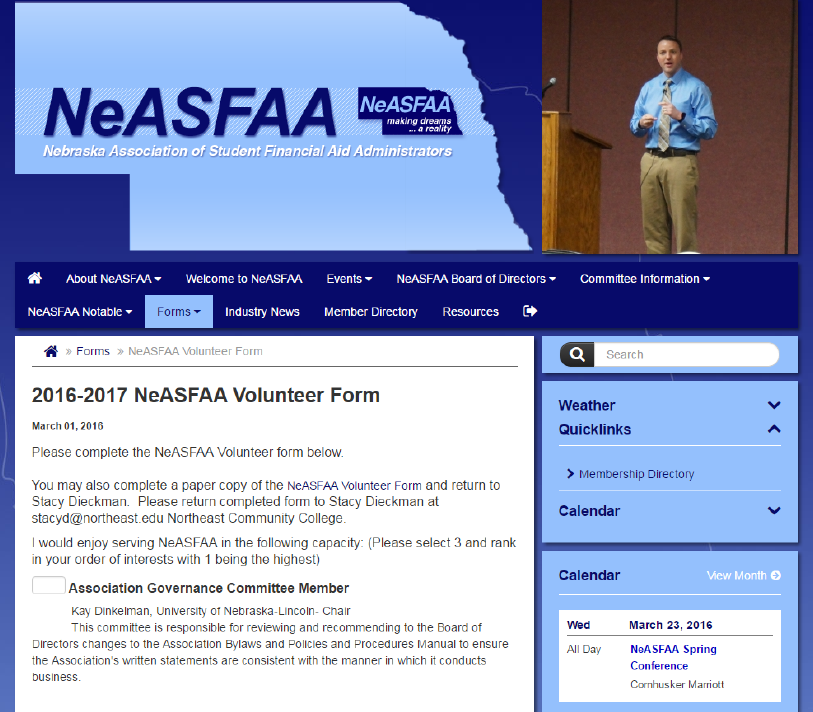 NeASFAA
NeASFAA
making dreams
... a reality
Nebraska Association of Student Financial Aid Administrators
About NeASFAA Welcome to NeASFAA Events NeASFAA Board of Directors Committee Information
NeASFAA Notable Forms Industry News Member Directory Resources
» Forms » NeASFAA Volunteer Form
2016-2017 NeASFAA Volunteer Form
March 01, 2016
Please complete the NeASFAA Volunteer form below.
You may also complete a paper copy of the NeASFAA Volunteer Form and return to
Stacy Dieckman. Please return completed form to Stacy Dieckman at
stacyd@northeast.edu Northeast Community College.
I would enjoy serving NeASFAA in the following capacity: (Please select 3 and rank
in your order of interests with 1 being the highest)
Association Governance Committee Member
Kay Dinkelman, University of Nebraska-Lincoln- Chair
This committee is responsible for reviewing and recommending to the Board of
Directors changes to the Association Bylaws and Policies and Procedures Manual to ensure
the Association's written statements are consistent with the manner in which it conducts
business.
Search
Weather
Quicklinks
Membership Directory
Calendar
Calendar View Month
Wed March 23, 2016
All Day NeASFAA Spring
Conference
Cornhusker Marriott